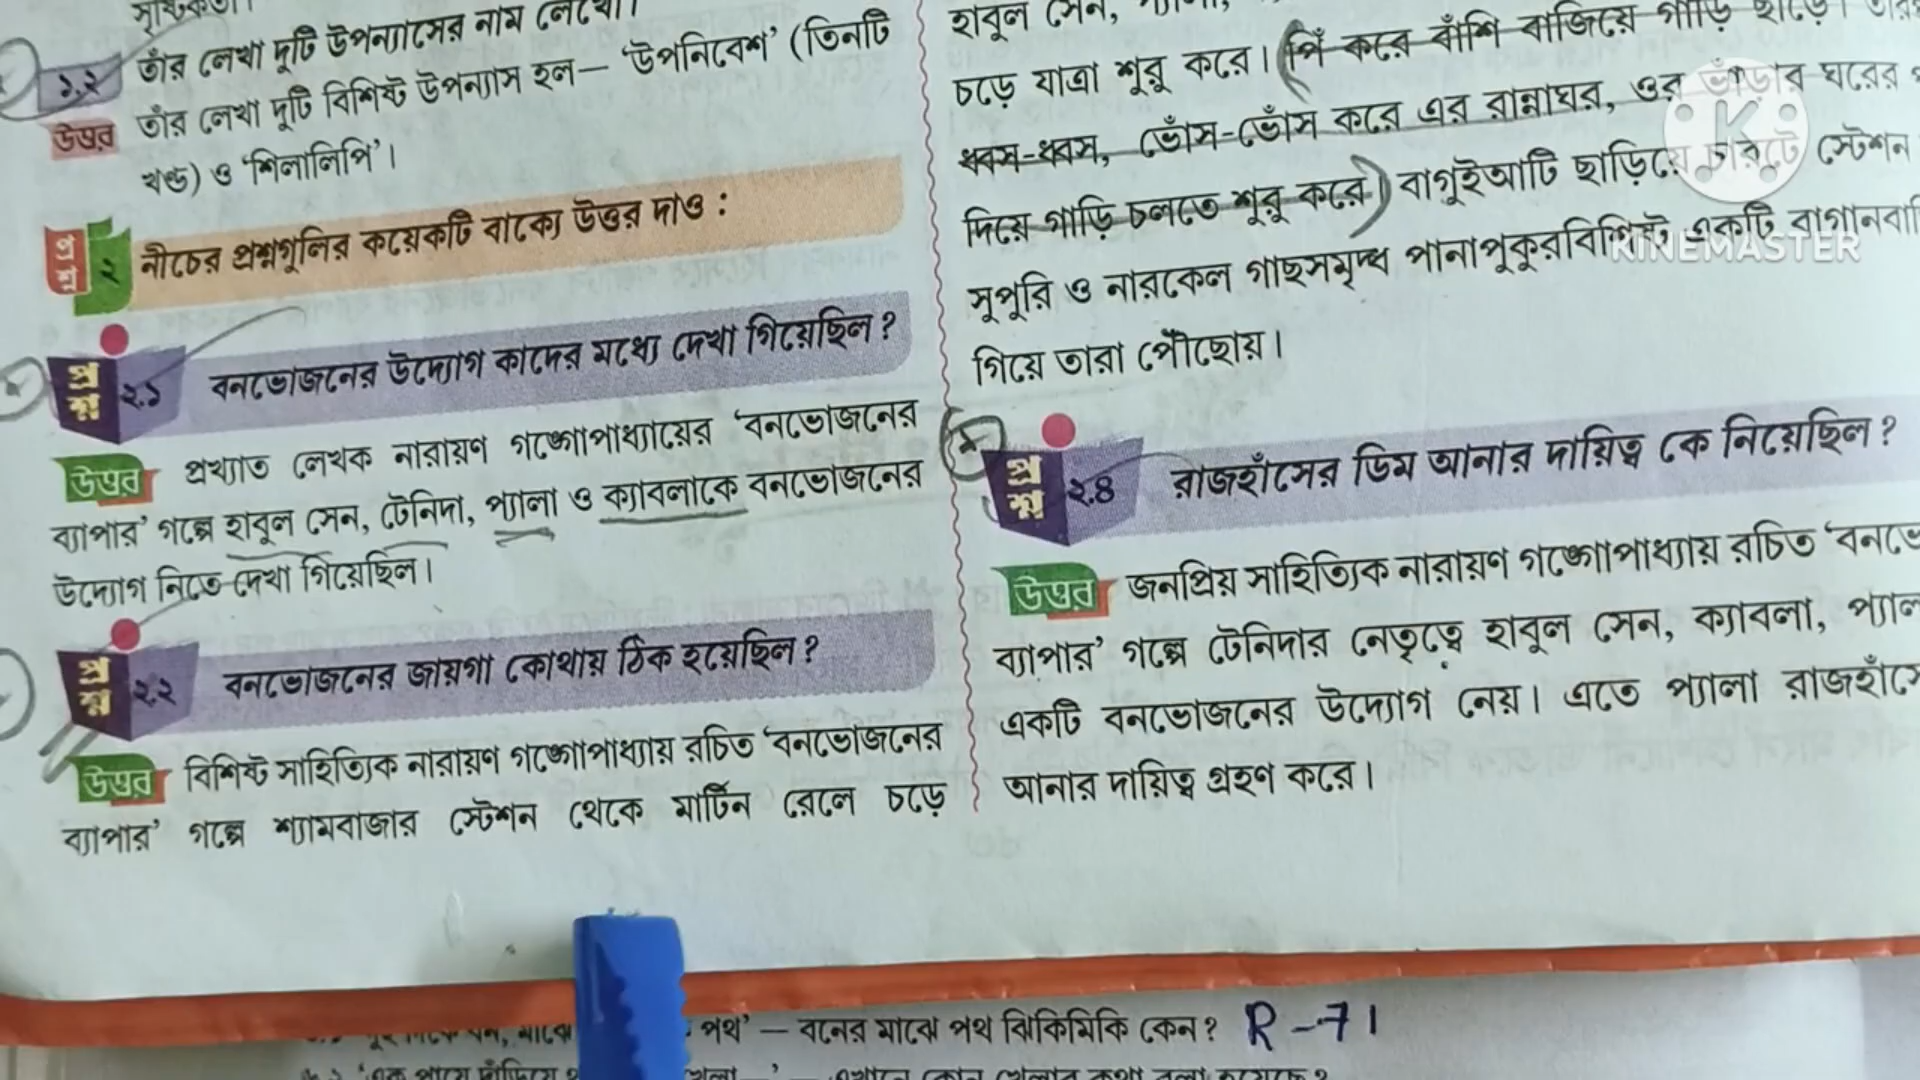 তাঁর লেখা দুটি উপন্যাসের নাম লেখো।
১.২
উত্তর তাঁর লেখা দুটি বিশিষ্ট উপন্যাস হল— ‘উপনিবেশ’ (তিনটি
খণ্ড) ও ‘শিলালিপি’।
প্রশ্ন ২ নীচের প্রশ্নগুলির কয়েকটি বাক্যে উত্তর দাও :
প্রশ্ন ২.১ বনভোজনের উদ্যোগ কাদের মধ্যে দেখা গিয়েছিল ?
উত্তর প্রখ্যাত লেখক নারায়ণ গঙ্গোপাধ্যায়ের ‘বনভোজনের
ব্যাপার’ গল্পে হাবুল সেন, টেনিদা, প্যালা ও ক্যাবলাকে বনভোজনের
উদ্যোগ নিতে দেখা গিয়েছিল।
প্রশ্ন ২.২ বনভোজনের জায়গা কোথায় ঠিক হয়েছিল ?
উত্তর বিশিষ্ট সাহিত্যিক নারায়ণ গঙ্গোপাধ্যায় রচিত ‘বনভোজনের
ব্যাপার’ গল্পে শ্যামবাজার স্টেশন থেকে মার্টিন রেলে চড়ে
হাবুল সেন,
চড়ে যাত্রা শুরু করে। (পিঁ করে বাঁশি বাজিয়ে গাড়ি ছাড়ে।
ধ্বস-ধ্বস, ভোঁস-ভোঁস করে এর রান্নাঘর, ওর ভাঁড়ার ঘরের
দিয়ে গাড়ি চলতে শুরু করে।) বাগুইআটি ছাড়িয়ে চারটে স্টেশন
সুপুরি ও নারকেল গাছসমৃদ্ধ পানাপুকুরবিশিষ্ট একটি
গিয়ে তারা পৌঁছোয়।
প্রশ্ন ২.৪ রাজহাঁসের ডিম আনার দায়িত্ব কে নিয়েছিল ?
উত্তর জনপ্রিয় সাহিত্যিক নারায়ণ গঙ্গোপাধ্যায় রচিত
ব্যাপার’ গল্পে টেনিদার নেতৃত্বে হাবুল সেন, ক্যাবলা,
একটি বনভোজনের উদ্যোগ নেয়। এতে প্যালা
আনার দায়িত্ব গ্রহণ করে।
K
KINEMASTER
পথ’ — বনের মাঝে পথ ঝিকিমিকি কেন ? R-71